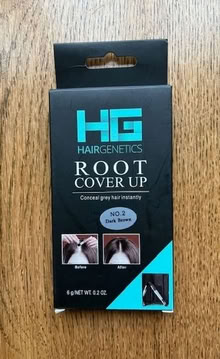 HG
HAIRGENETICS
ROOT
COVER UP
Conceal grey hair instantly
NO.2
Dark Brown
Before
After
6 g/NET WT. 0.2 OZ.